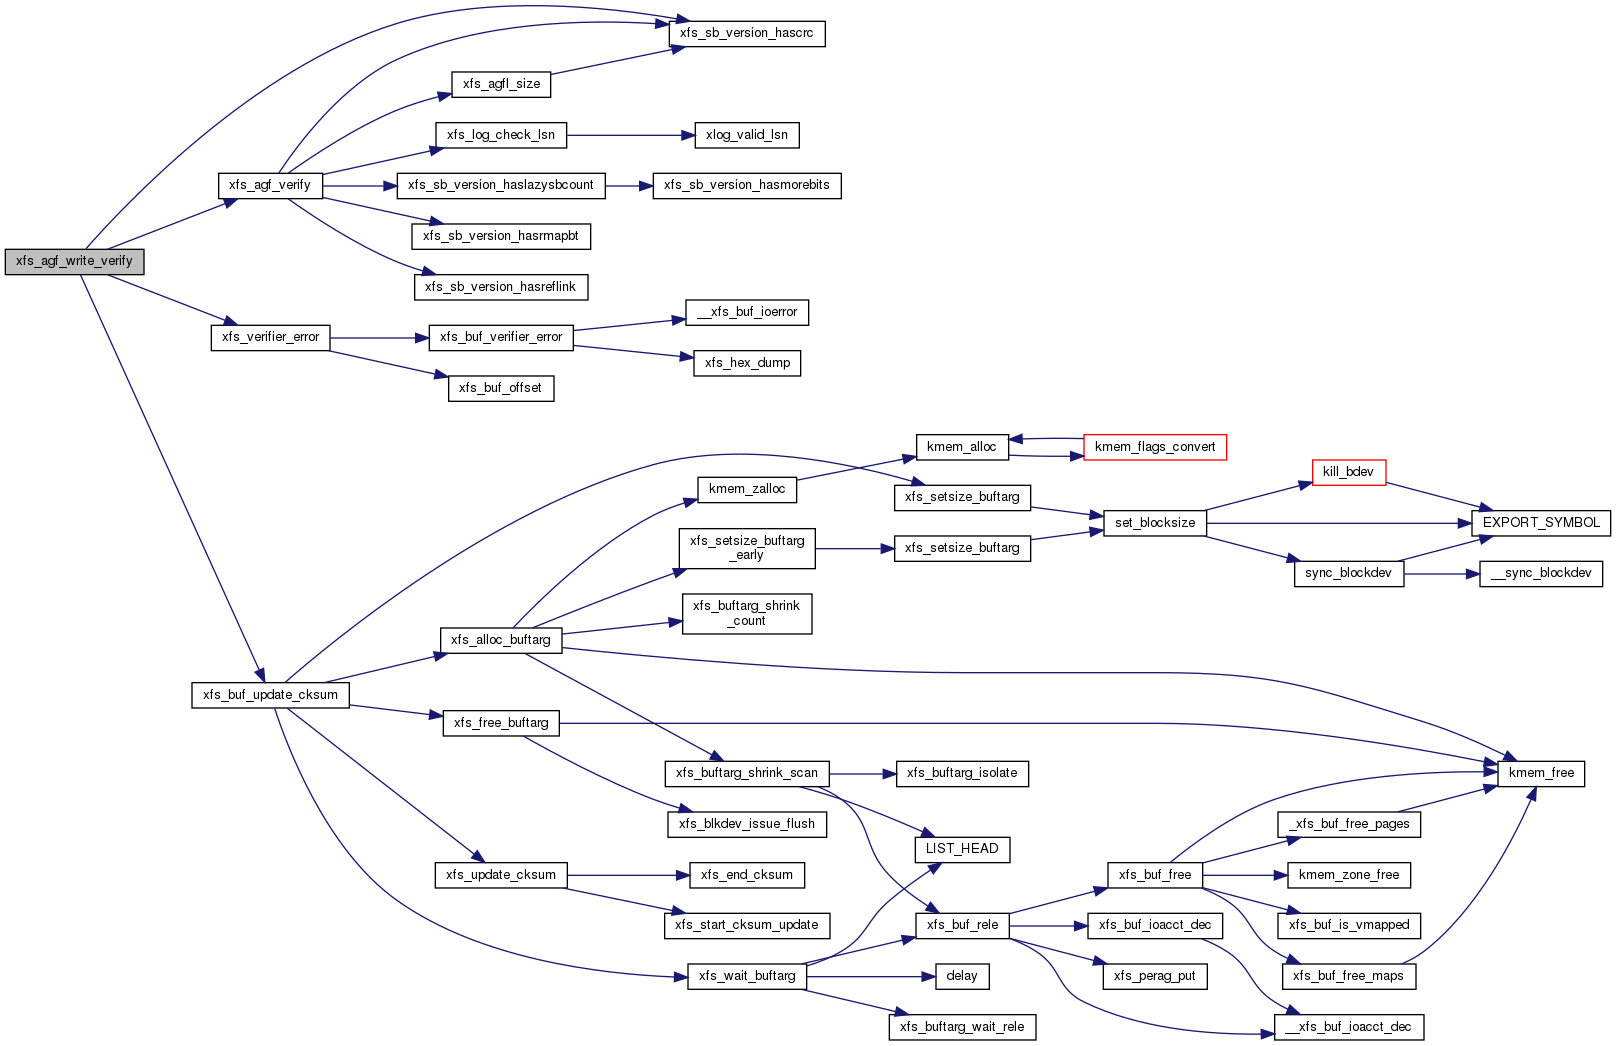 xfs_sb_version_hascrc
xfs_agfl_size
xfs_log_check_lsn
xlog_valid_lsn
xfs_agf_verify
xfs_sb_version_haslazysbcount
xfs_sb_version_hasmorebits
xfs_sb_version_hasrmapbt
xfs_agf_write_verify
xfs_sb_version_hasreflink
__xfs_buf_ioerror
xfs_verifier_error
xfs_buf_verifier_error
xfs_hex_dump
xfs_buf_offset
kmem_alloc
kmem_flags_convert
kill_bdev
kmem_zalloc
xfs_setsize_buftarg
set_blocksize
EXPORT_SYMBOL
xfs_setsize_buftarg
_early
xfs_setsize_buftarg
sync_blockdev
__sync_blockdev
xfs_buftarg_shrink
_count
xfs_alloc_buftarg
xfs_buf_update_cksum
xfs_free_buftarg
xfs_buftarg_shrink_scan
xfs_buftarg_isolate
kmem_free
xfs_blkdev_issue_flush
_xfs_buf_free_pages
LIST_HEAD
xfs_update_cksum
xfs_end_cksum
xfs_buf_free
kmem_zone_free
xfs_start_cksum_update
xfs_buf_rele
xfs_buf_ioacct_dec
xfs_buf_is_vmapped
xfs_wait_buftarg
delay
xfs_perag_put
xfs_buf_free_maps
xfs_buftarg_wait_rele
__xfs_buf_ioacct_dec